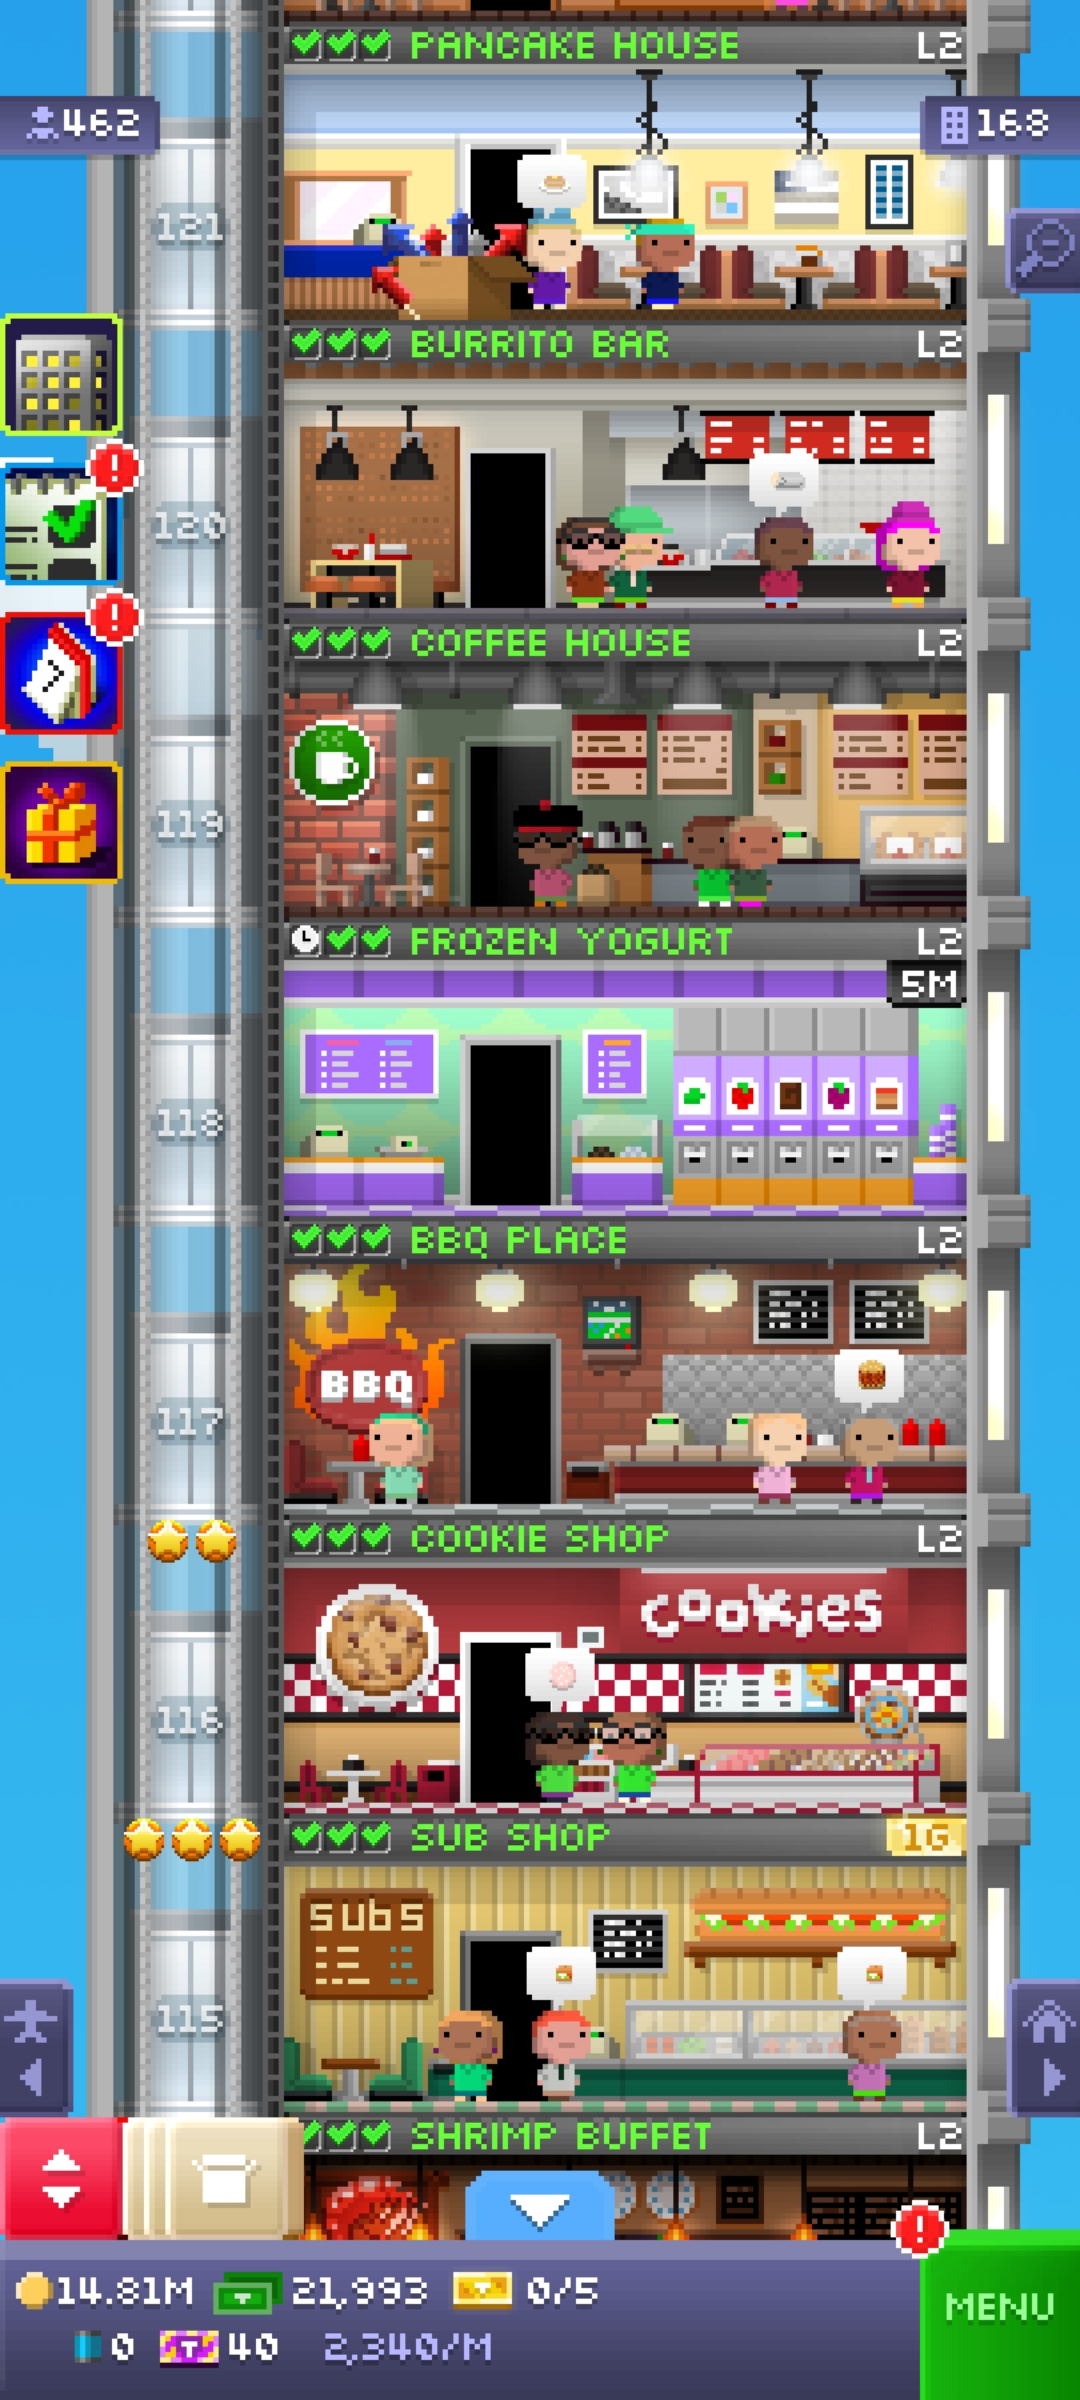 PANCAKE HOUSE L2
462
168
121
BURRITO BAR L2
120
COFFEE HOUSE L2
7
119
FROZEN YOGURT L2
5M
118
BBQ PLACE L2
BBQ
117
COOKIE SHOP L2
cookies
116
SUB SHOP 1G
subs
115
SHRIMP BUFFET L2
14.81M 21,993 0/5
MENU
0 T 40 2,340/M